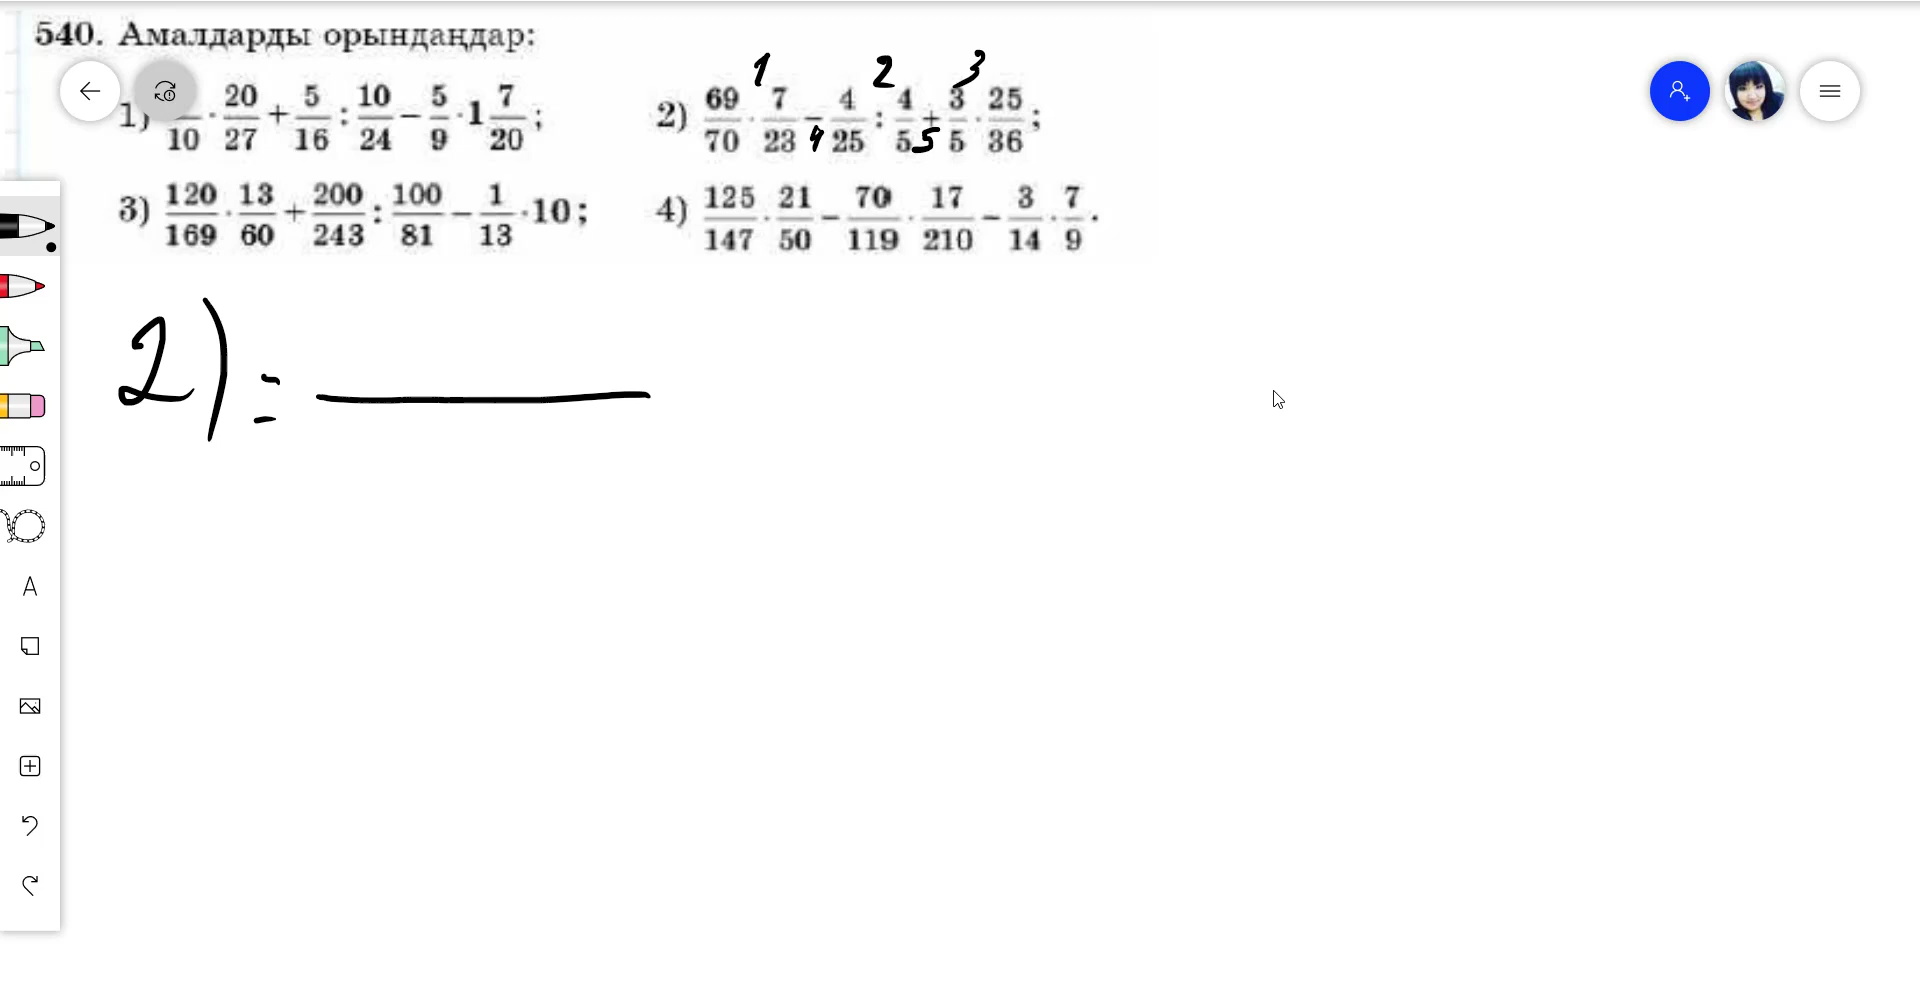 540. Амалдарды орындаңдар:
1) /10 · 20/27 + 5/16 : 10/24 − 5/9 · 1 7/20;
2) 69/70 · 7/23 − 4/25 : 4/5 + 3/5 · 25/36;
1 2 3
4 5
3) 120/169 · 13/60 + 200/243 : 100/81 − 1/13 · 10;
4) 125/147 · 21/50 − 70/119 · 17/210 − 3/14 · 7/9.
2) =
A